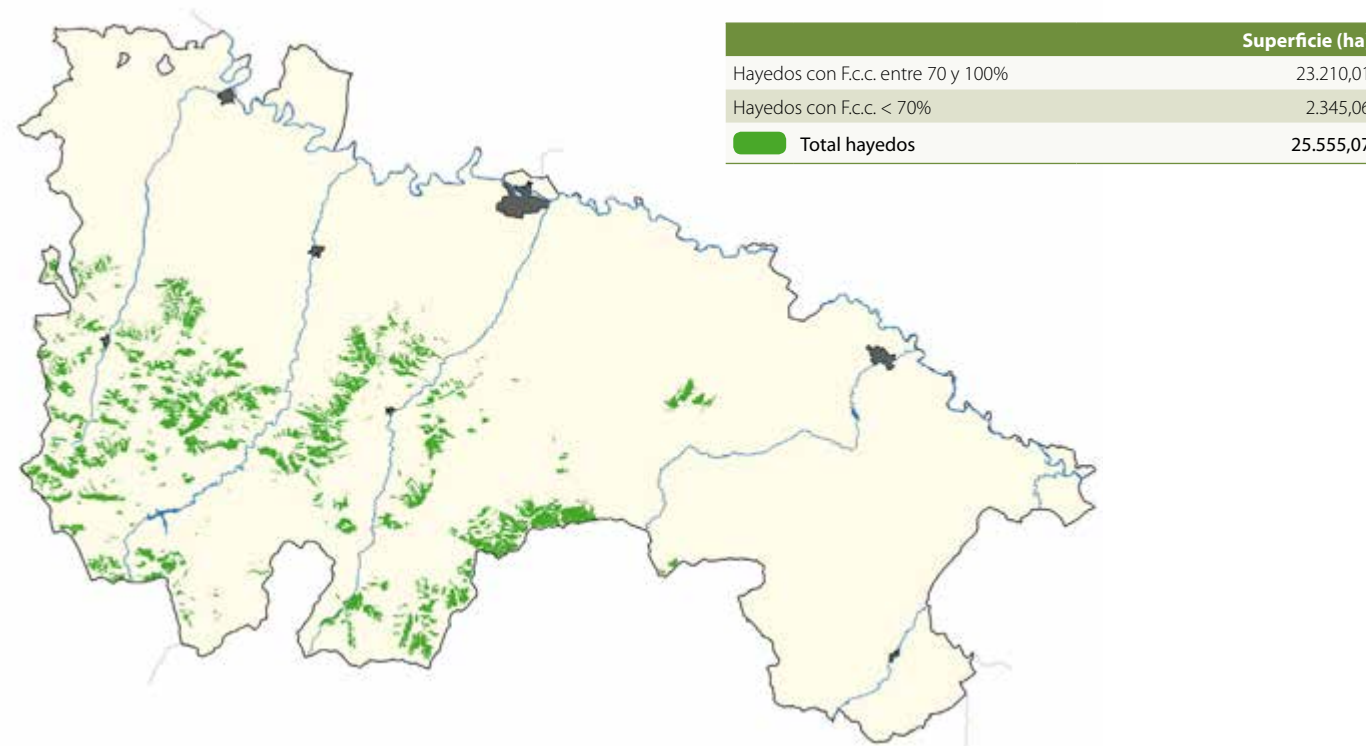 Superficie (ha
Hayedos con F.c.c. entre 70 y 100% 23.210,01
Hayedos con F.c.c. < 70% 2.345,06
Total hayedos 25.555,07